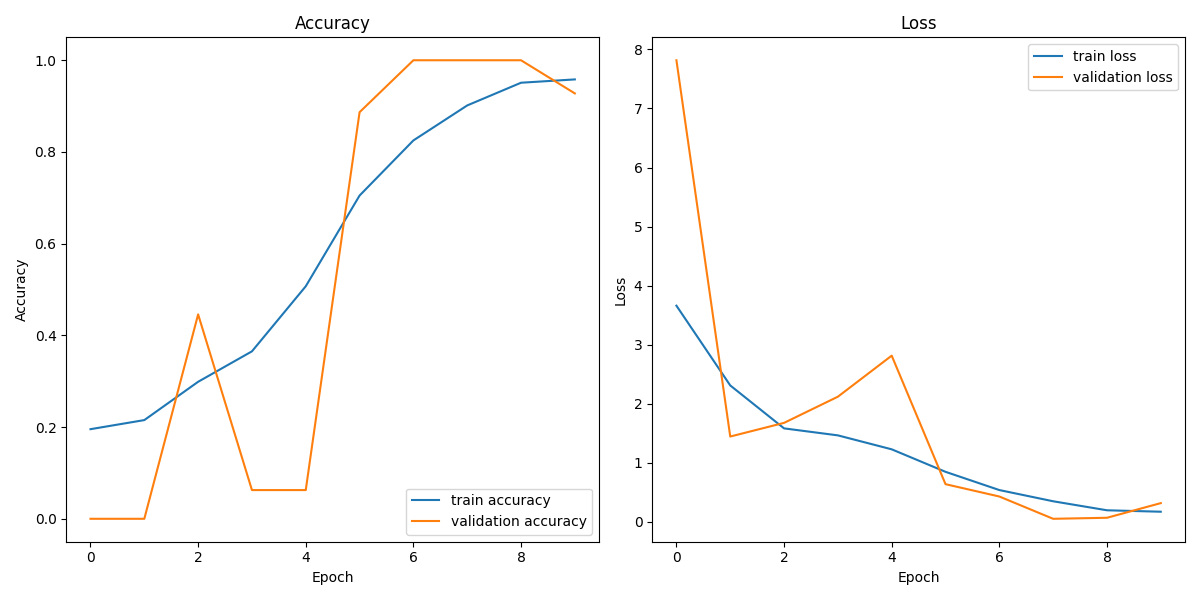 Accuracy
1.0
0.8
0.6
0.4
0.2
0.0
Accuracy
train accuracy
validation accuracy
0 2 4 6 8
Epoch
Loss
8
7
6
5
4
3
2
1
0
Loss
train loss
validation loss
0 2 4 6 8
Epoch